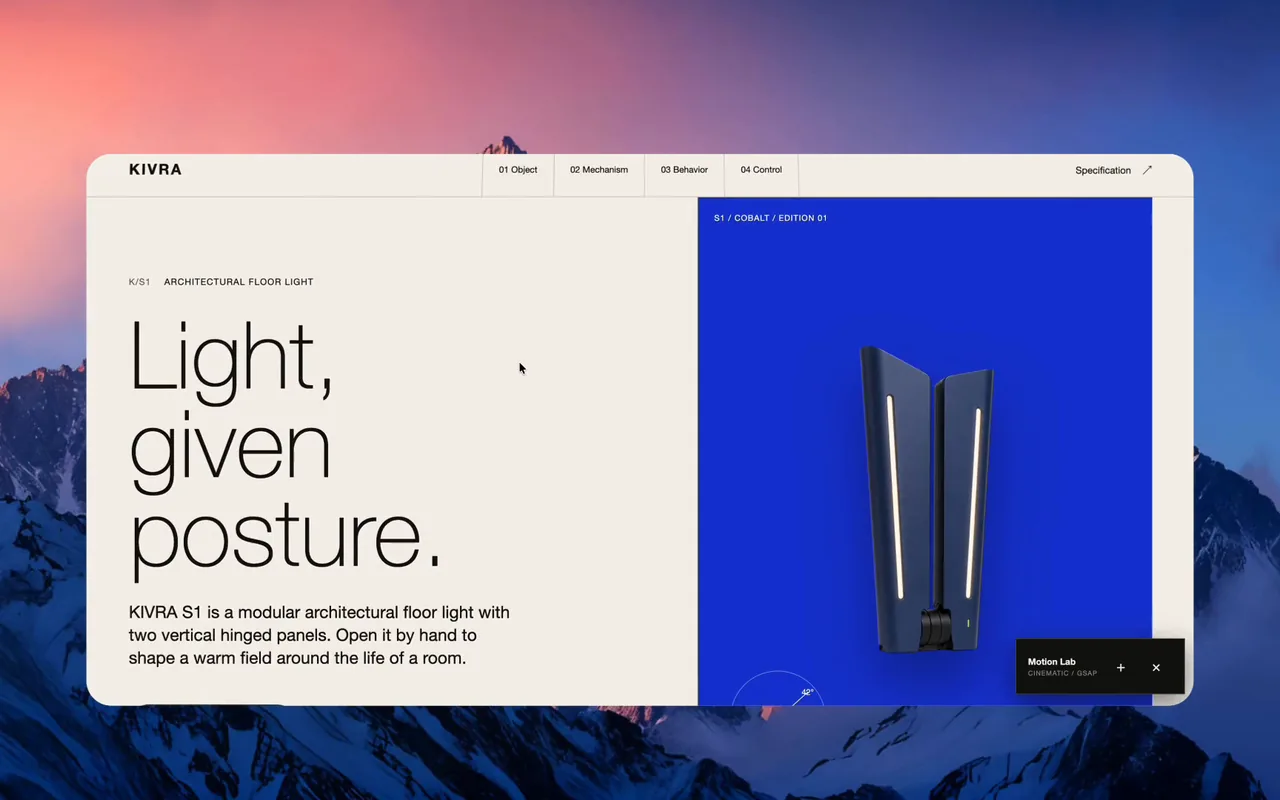 KIVRA
01 Object
02 Mechanism
03 Behavior
04 Control
Specification
S1 / COBALT / EDITION 01
K/S1 ARCHITECTURAL FLOOR LIGHT
Light,
given
posture.
KIVRA S1 is a modular architectural floor light with
two vertical hinged panels. Open it by hand to
shape a warm field around the life of a room.
42°
Motion Lab
CINEMATIC / GSAP